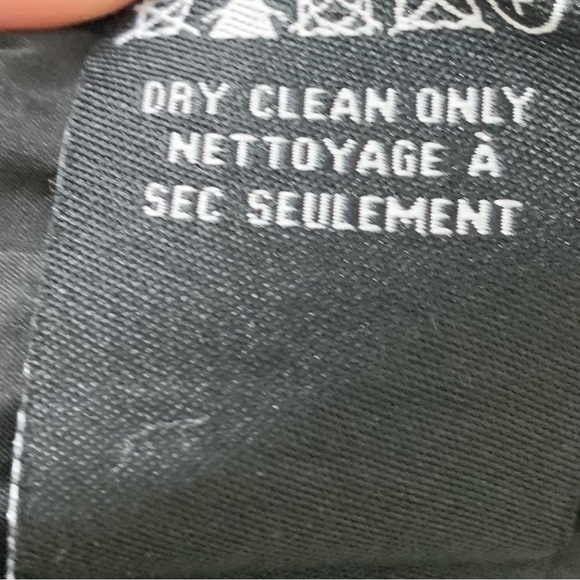 DRY CLEAN ONLY
NETTOYAGE À
SEC SEULEMENT